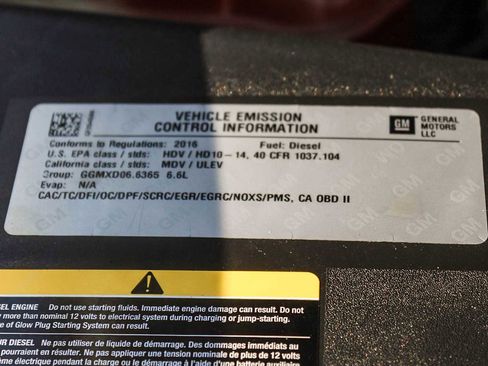 VEHICLE EMISSION
CONTROL INFORMATION
GM
GENERAL
MOTORS
LLC
Conforms to Regulations: 2016 Fuel: Diesel
U.S. EPA class / stds: HDV / HD10 - 14, 40 CFR 1037.104
California class / stds: MDV / ULEV
Group: GGMXD06.6365 6.6L
Evap: N/A
CAC/TC/DFI/OC/DPF/SCRC/EGR/EGRC/NOXS/PMS, CA OBD II
ENGINE Do not use starting fluids. Immediate engine damage can result. Do not
more than nominal 12 volts to electrical system during charging or jump-starting.
of Glow Plug Starting System can result.
DIESEL Ne pas utiliser de liquide de démarrage. Des dommages immédiats au
pourraient en résulter. Ne pas appliquer une tension nominale de plus de 12 volts
électrique pendant la charge ou le démarrage à l'aide d'une batterie auxiliaire